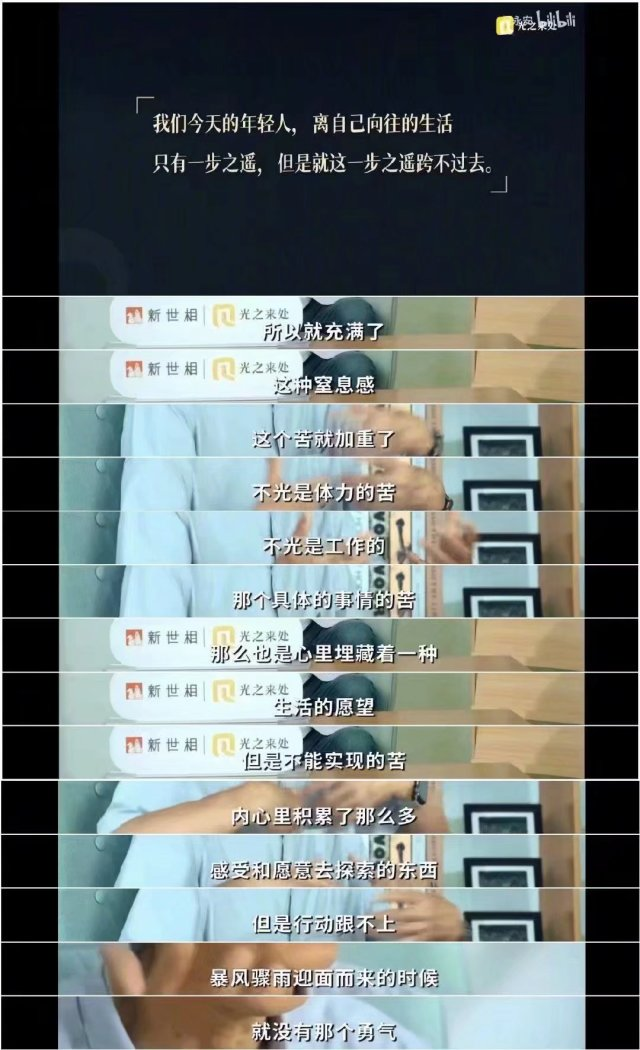 光之来处
bilibili
我们今天的年轻人，离自己向往的生活
只有一步之遥，但是就这一步之遥跨不过去。
新世相 光之来处
所以就充满了
新世相 光之来处
这种窒息感
这个苦就加重了
不光是体力的苦
不光是工作的
那个具体的事情的苦
新世相 光之来处
那么也是心里埋藏着一种
新世相 光之来处
生活的愿望
新世相 光之来处
但是不能实现的苦
内心里积累了那么多
感受和愿意去探索的东西
但是行动跟不上
暴风骤雨迎面而来的时候
就没有那个勇气